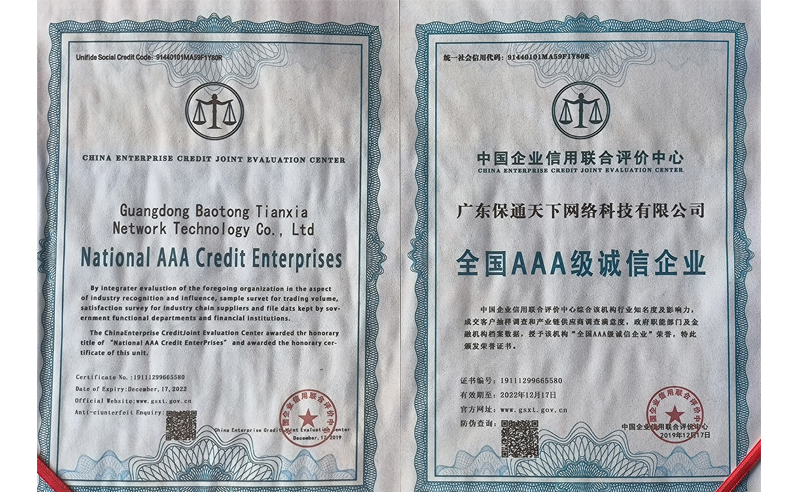 Unifide Social Credit Code: 91440101MA59F1Y80R
CHINA ENTERPRISE CREDIT JOINT EVALUATION CENTER
Guangdong Baotong Tianxia
Network Technology Co., Ltd
National AAA Credit Enterprises
By integrater evaluation of the foregoing organization in the aspect
of industry recognition and influence, sample survet for trading volume,
satisfaction survey for industry chain suppliers and file dats kept by sov-
ernment functional departments and financial institutions.
The ChinaEnterprise CreditJoint Evaluation Center awarded thr honorary
title of "National AAA Credit EnterPrises" and awarded the honorary cer-
tificate of this unit.
Certificate No.:19111299665580
Date of Expiry:December, 17, 2022
Official Website:www.gsxt.gov.cn
Anti-ciunterfeit Enquiry:
China Enterprise Credit Joint Evaluation Center
December, 17, 2019
统一社会信用代码：91440101MA59F1Y80R
中国企业信用联合评价中心
CHINA ENTERPRISE CREDIT JOINT EVALUATION CENTER
广东保通天下网络科技有限公司
全国AAA级诚信企业
中国企业信用联合评价中心综合该机构行业知名度及影响力，
成交客户抽样调查和产业链供应商调查满意度，政府职能部门及金
融机构档案数据，授予该机构“全国AAA级诚信企业”荣誉，特此
颁发荣誉证书。
证书编号：19111299665580
有效期至：2022年12月17日
官方网址：www.gsxt.gov.cn
防伪查询：
中国企业信用联合评价中心
2019年12月17日